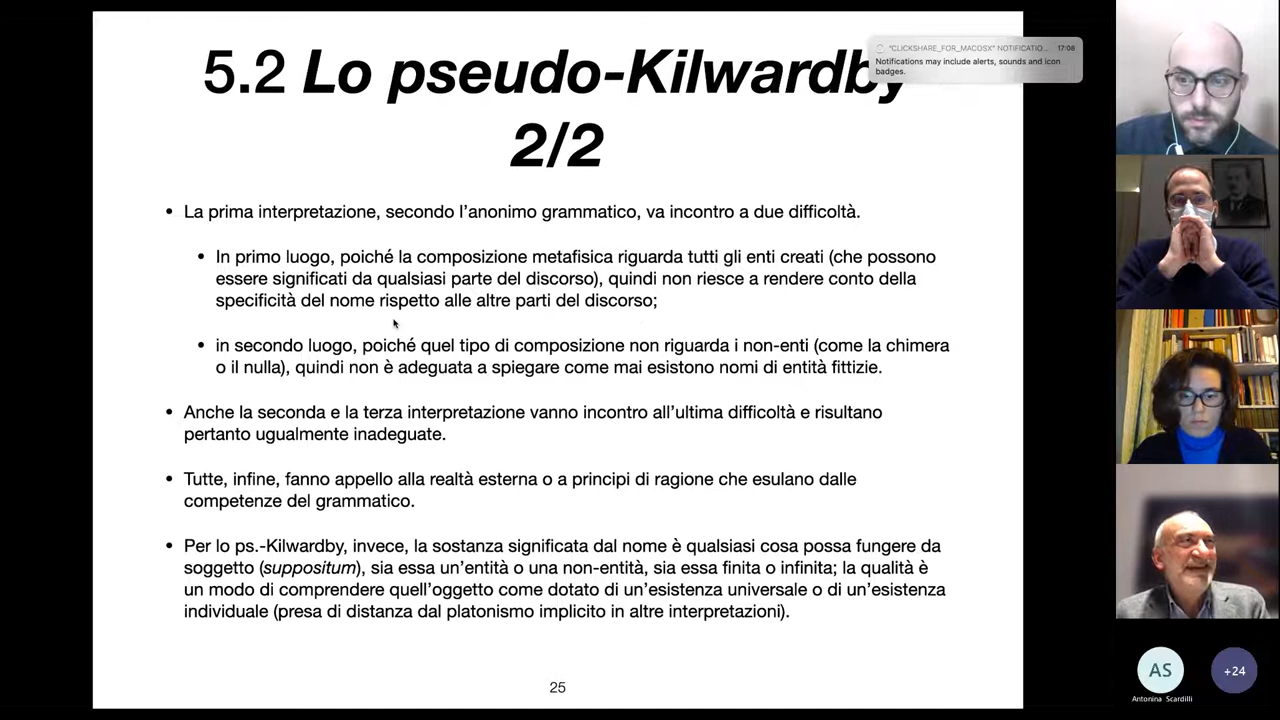 5.2 Lo pseudo-Kilwardby
2/2
"CLICKSHARE_FOR_MACOSX" NOTIFICATIO... 17:08
Notifications may include alerts, sounds and icon
badges.
• La prima interpretazione, secondo l’anonimo grammatico, va incontro a due difficoltà.
• In primo luogo, poiché la composizione metafisica riguarda tutti gli enti creati (che possono
essere significati da qualsiasi parte del discorso), quindi non riesce a rendere conto della
specificità del nome rispetto alle altre parti del discorso;
• in secondo luogo, poiché quel tipo di composizione non riguarda i non-enti (come la chimera
o il nulla), quindi non è adeguata a spiegare come mai esistono nomi di entità fittizie.
• Anche la seconda e la terza interpretazione vanno incontro all’ultima difficoltà e risultano
pertanto ugualmente inadeguate.
• Tutte, infine, fanno appello alla realtà esterna o a principi di ragione che esulano dalle
competenze del grammatico.
• Per lo ps.-Kilwardby, invece, la sostanza significata dal nome è qualsiasi cosa possa fungere da
soggetto (suppositum), sia essa un’entità o una non-entità, sia essa finita o infinita; la qualità è
un modo di comprendere quell’oggetto come dotato di un’esistenza universale o di un’esistenza
individuale (presa di distanza dal platonismo implicito in altre interpretazioni).
25
AS
Antonina Scardilli
+24